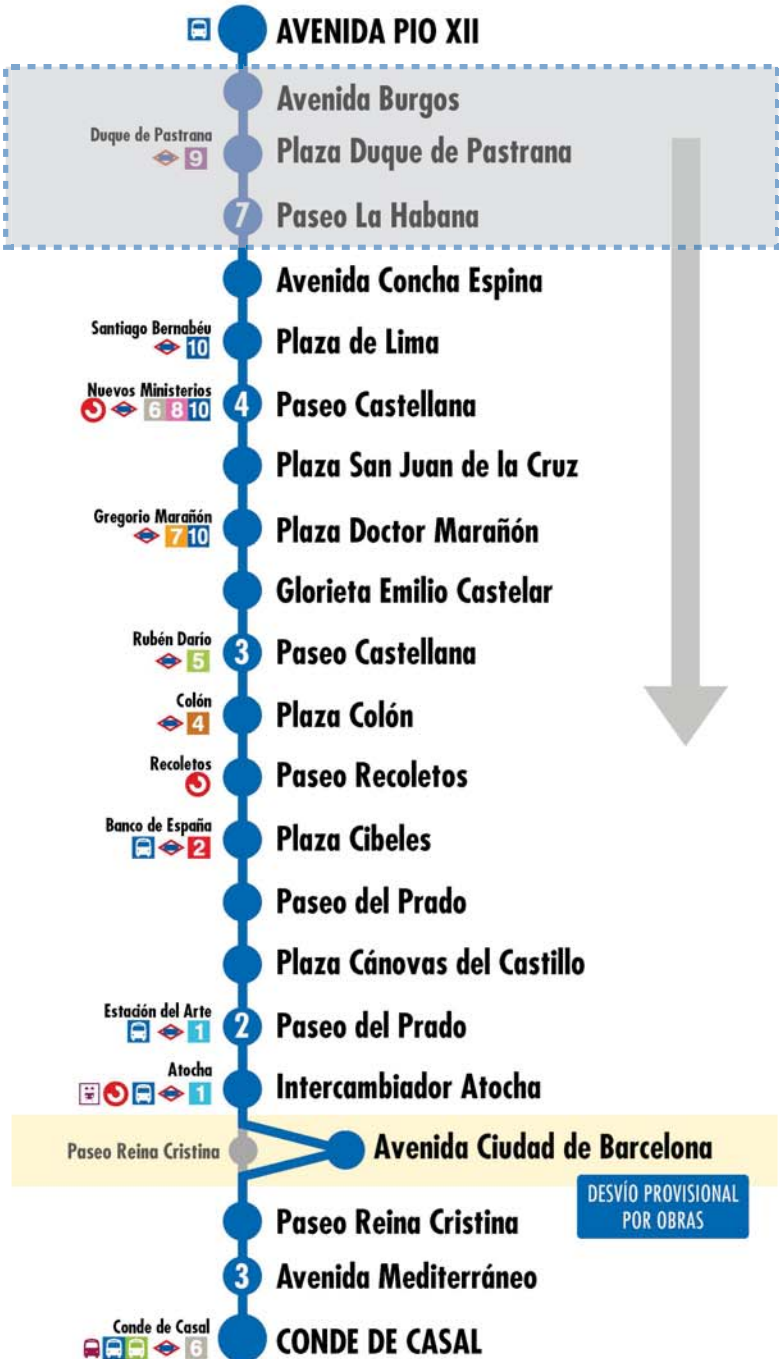 AVENIDA PIO XII
Avenida Burgos
Duque de Pastrana
9
Plaza Duque de Pastrana
7
Paseo La Habana
Avenida Concha Espina
Santiago Bernabéu
10
Plaza de Lima
Nuevos Ministerios
6 8 10
4
Paseo Castellana
Plaza San Juan de la Cruz
Gregorio Marañón
7 10
Plaza Doctor Marañón
Glorieta Emilio Castelar
Rubén Darío
5
3
Paseo Castellana
Colón
4
Plaza Colón
Recoletos
Paseo Recoletos
Banco de España
2
Plaza Cibeles
Paseo del Prado
Plaza Cánovas del Castillo
Estación del Arte
1
2
Paseo del Prado
Atocha
1
Intercambiador Atocha
Paseo Reina Cristina
Avenida Ciudad de Barcelona
DESVÍO PROVISIONAL
POR OBRAS
Paseo Reina Cristina
3
Avenida Mediterráneo
Conde de Casal
6
CONDE DE CASAL